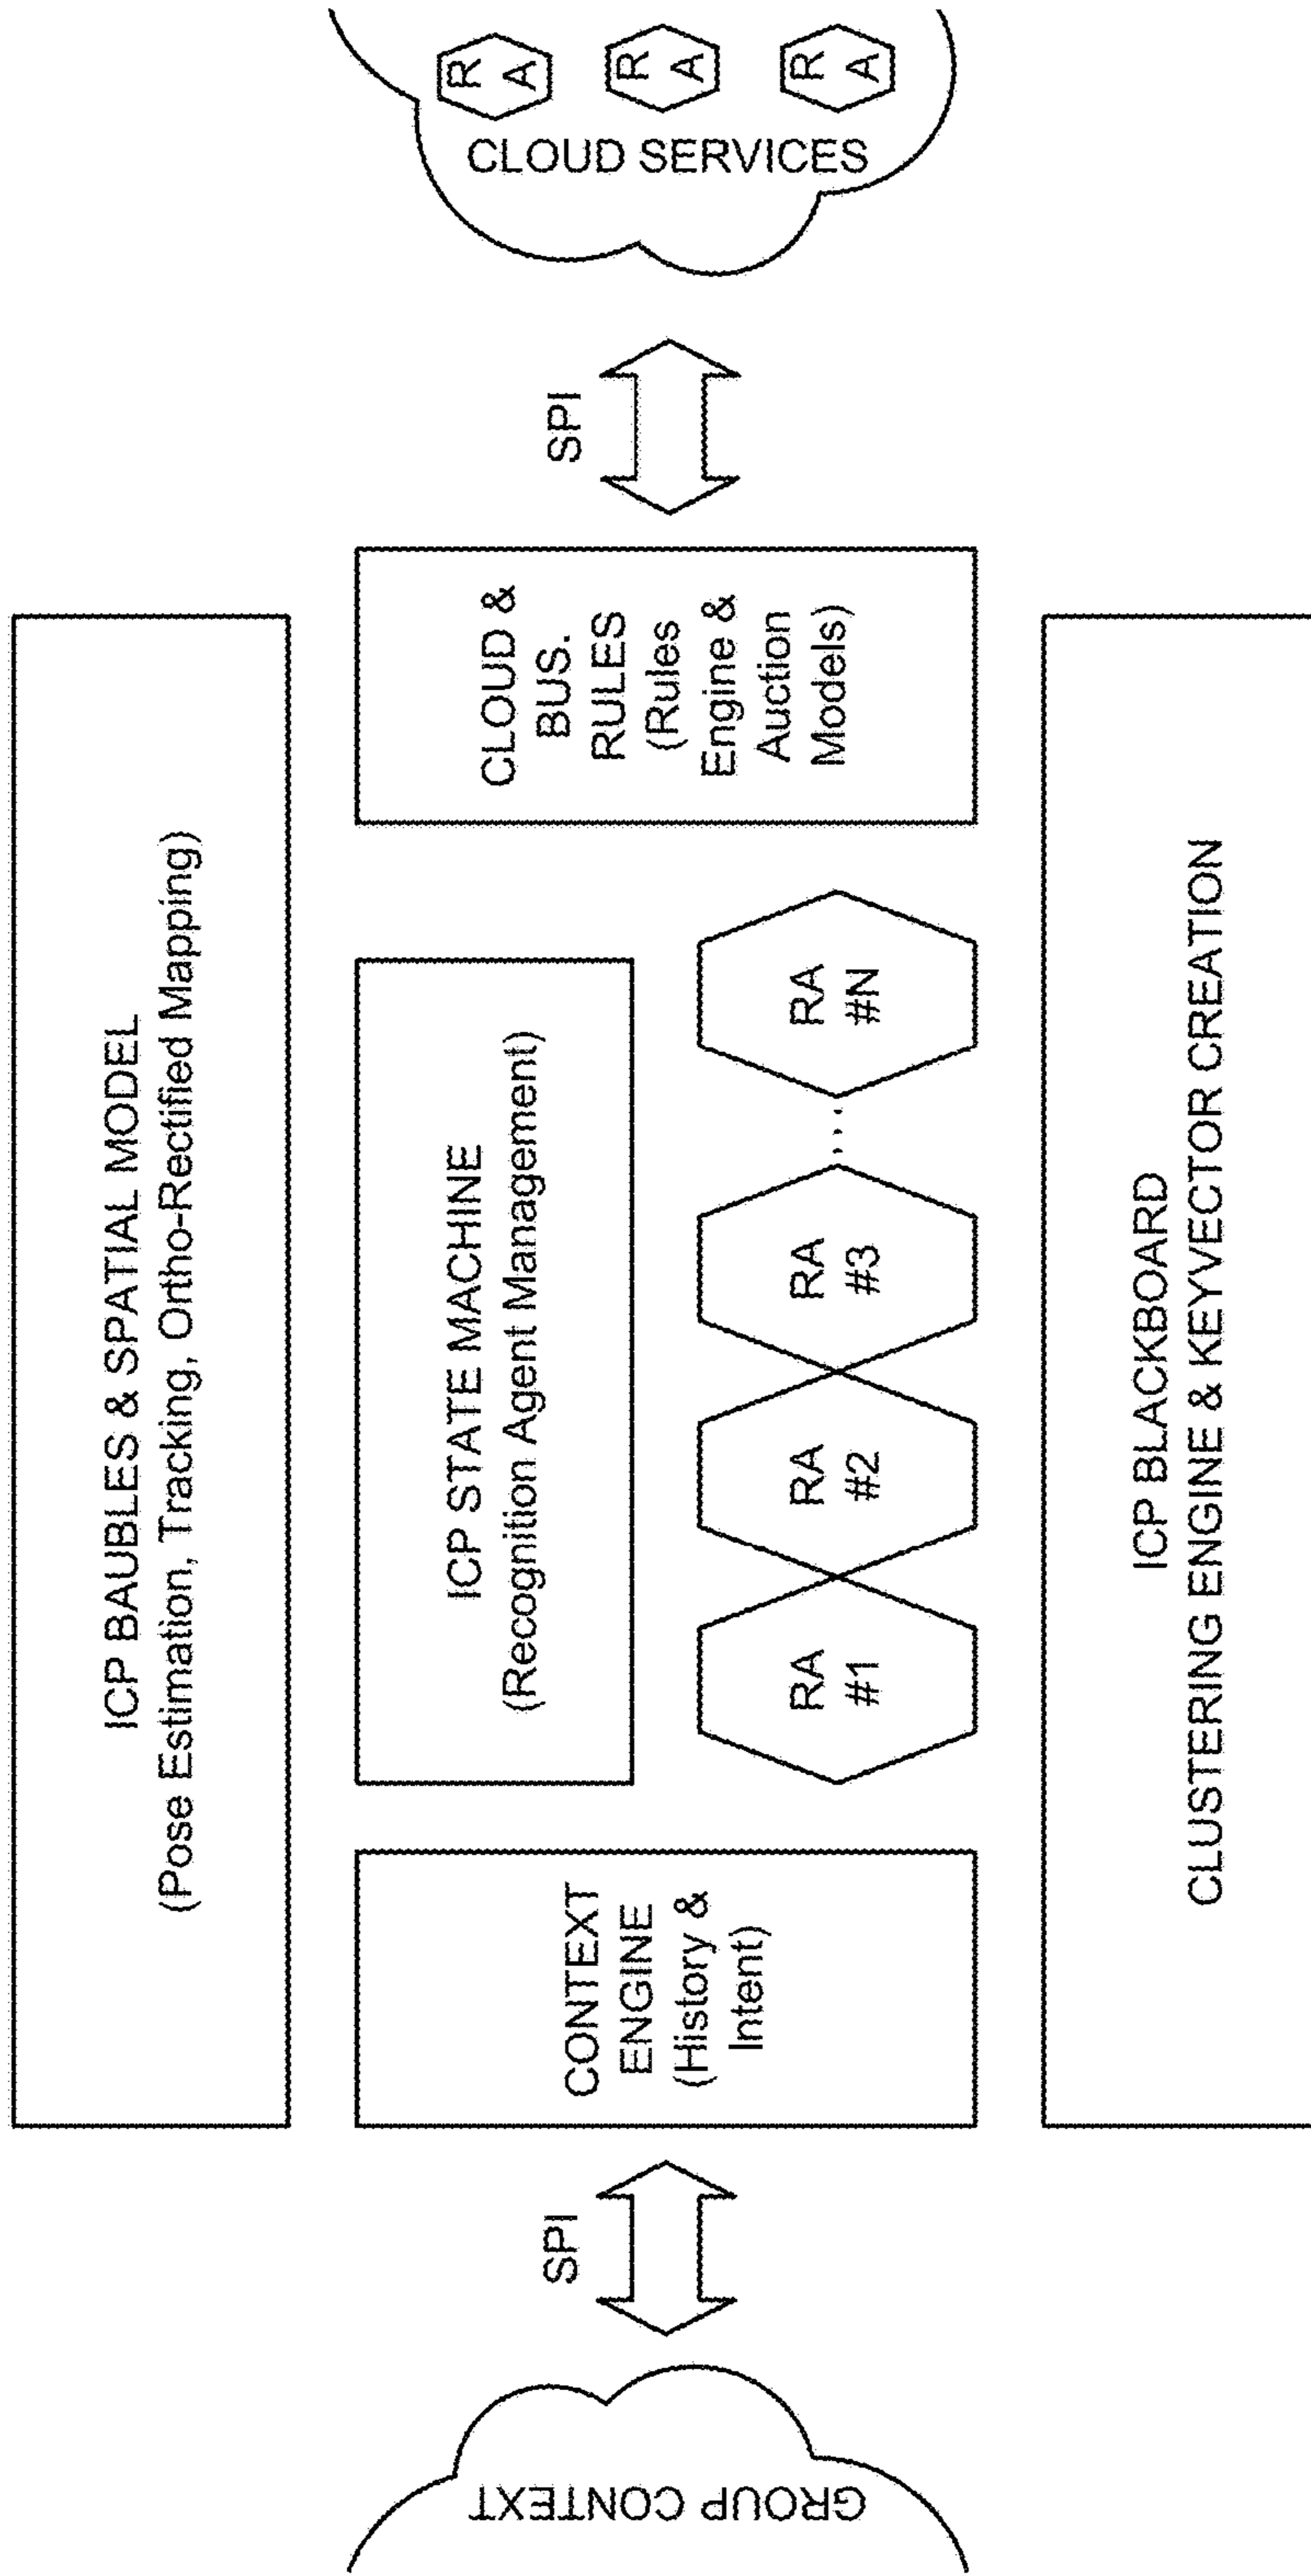 ICP BAUBLES & SPATIAL MODEL
(Pose Estimation, Tracking, Ortho-Rectified Mapping)
GROUP CONTEXT
SPI
CONTEXT
ENGINE
(History &
Intent)
ICP STATE MACHINE
(Recognition Agent Management)
RA
#1
RA
#2
RA
#3
....
RA
#N
CLOUD &
BUS.
RULES
(Rules
Engine &
Auction
Models)
SPI
CLOUD SERVICES
R
A
R
A
R
A
ICP BLACKBOARD
CLUSTERING ENGINE & KEYVECTOR CREATION